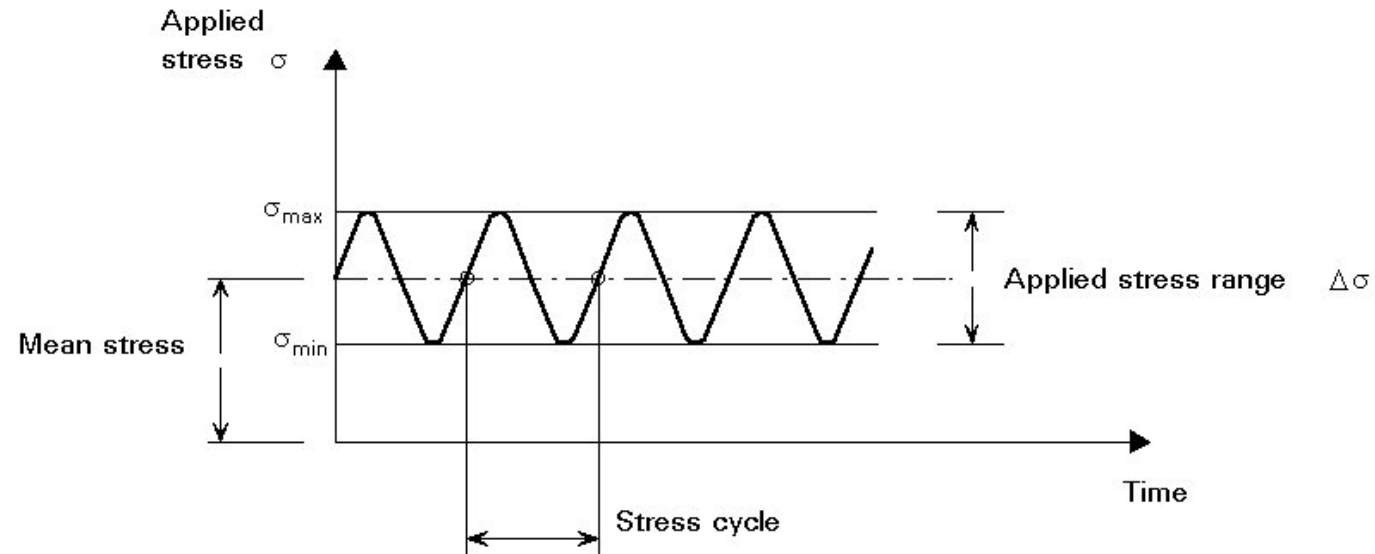 Applied
stress σ
σmax
Applied stress range Δσ
Mean stress
σmin
Time
Stress cycle